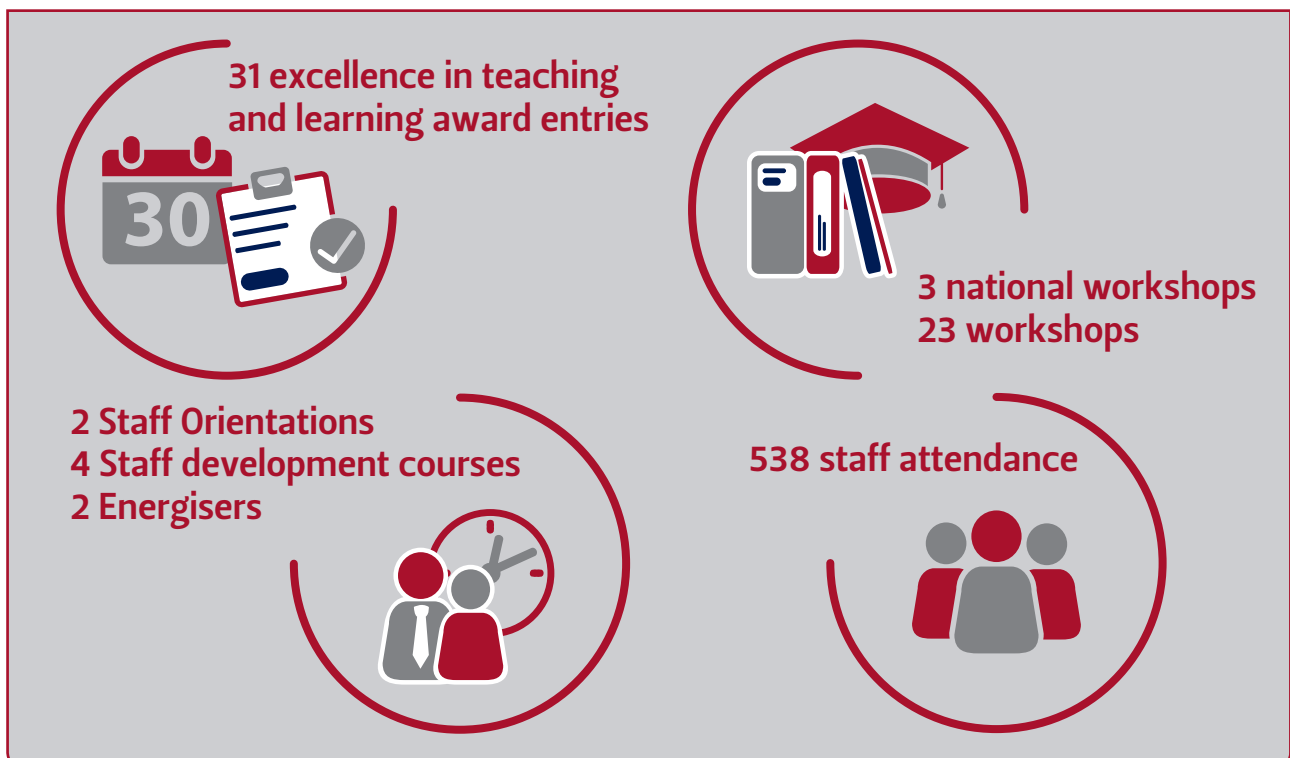 31 excellence in teaching
and learning award entries
30
3 national workshops
23 workshops
2 Staff Orientations
4 Staff development courses
2 Energisers
538 staff attendance